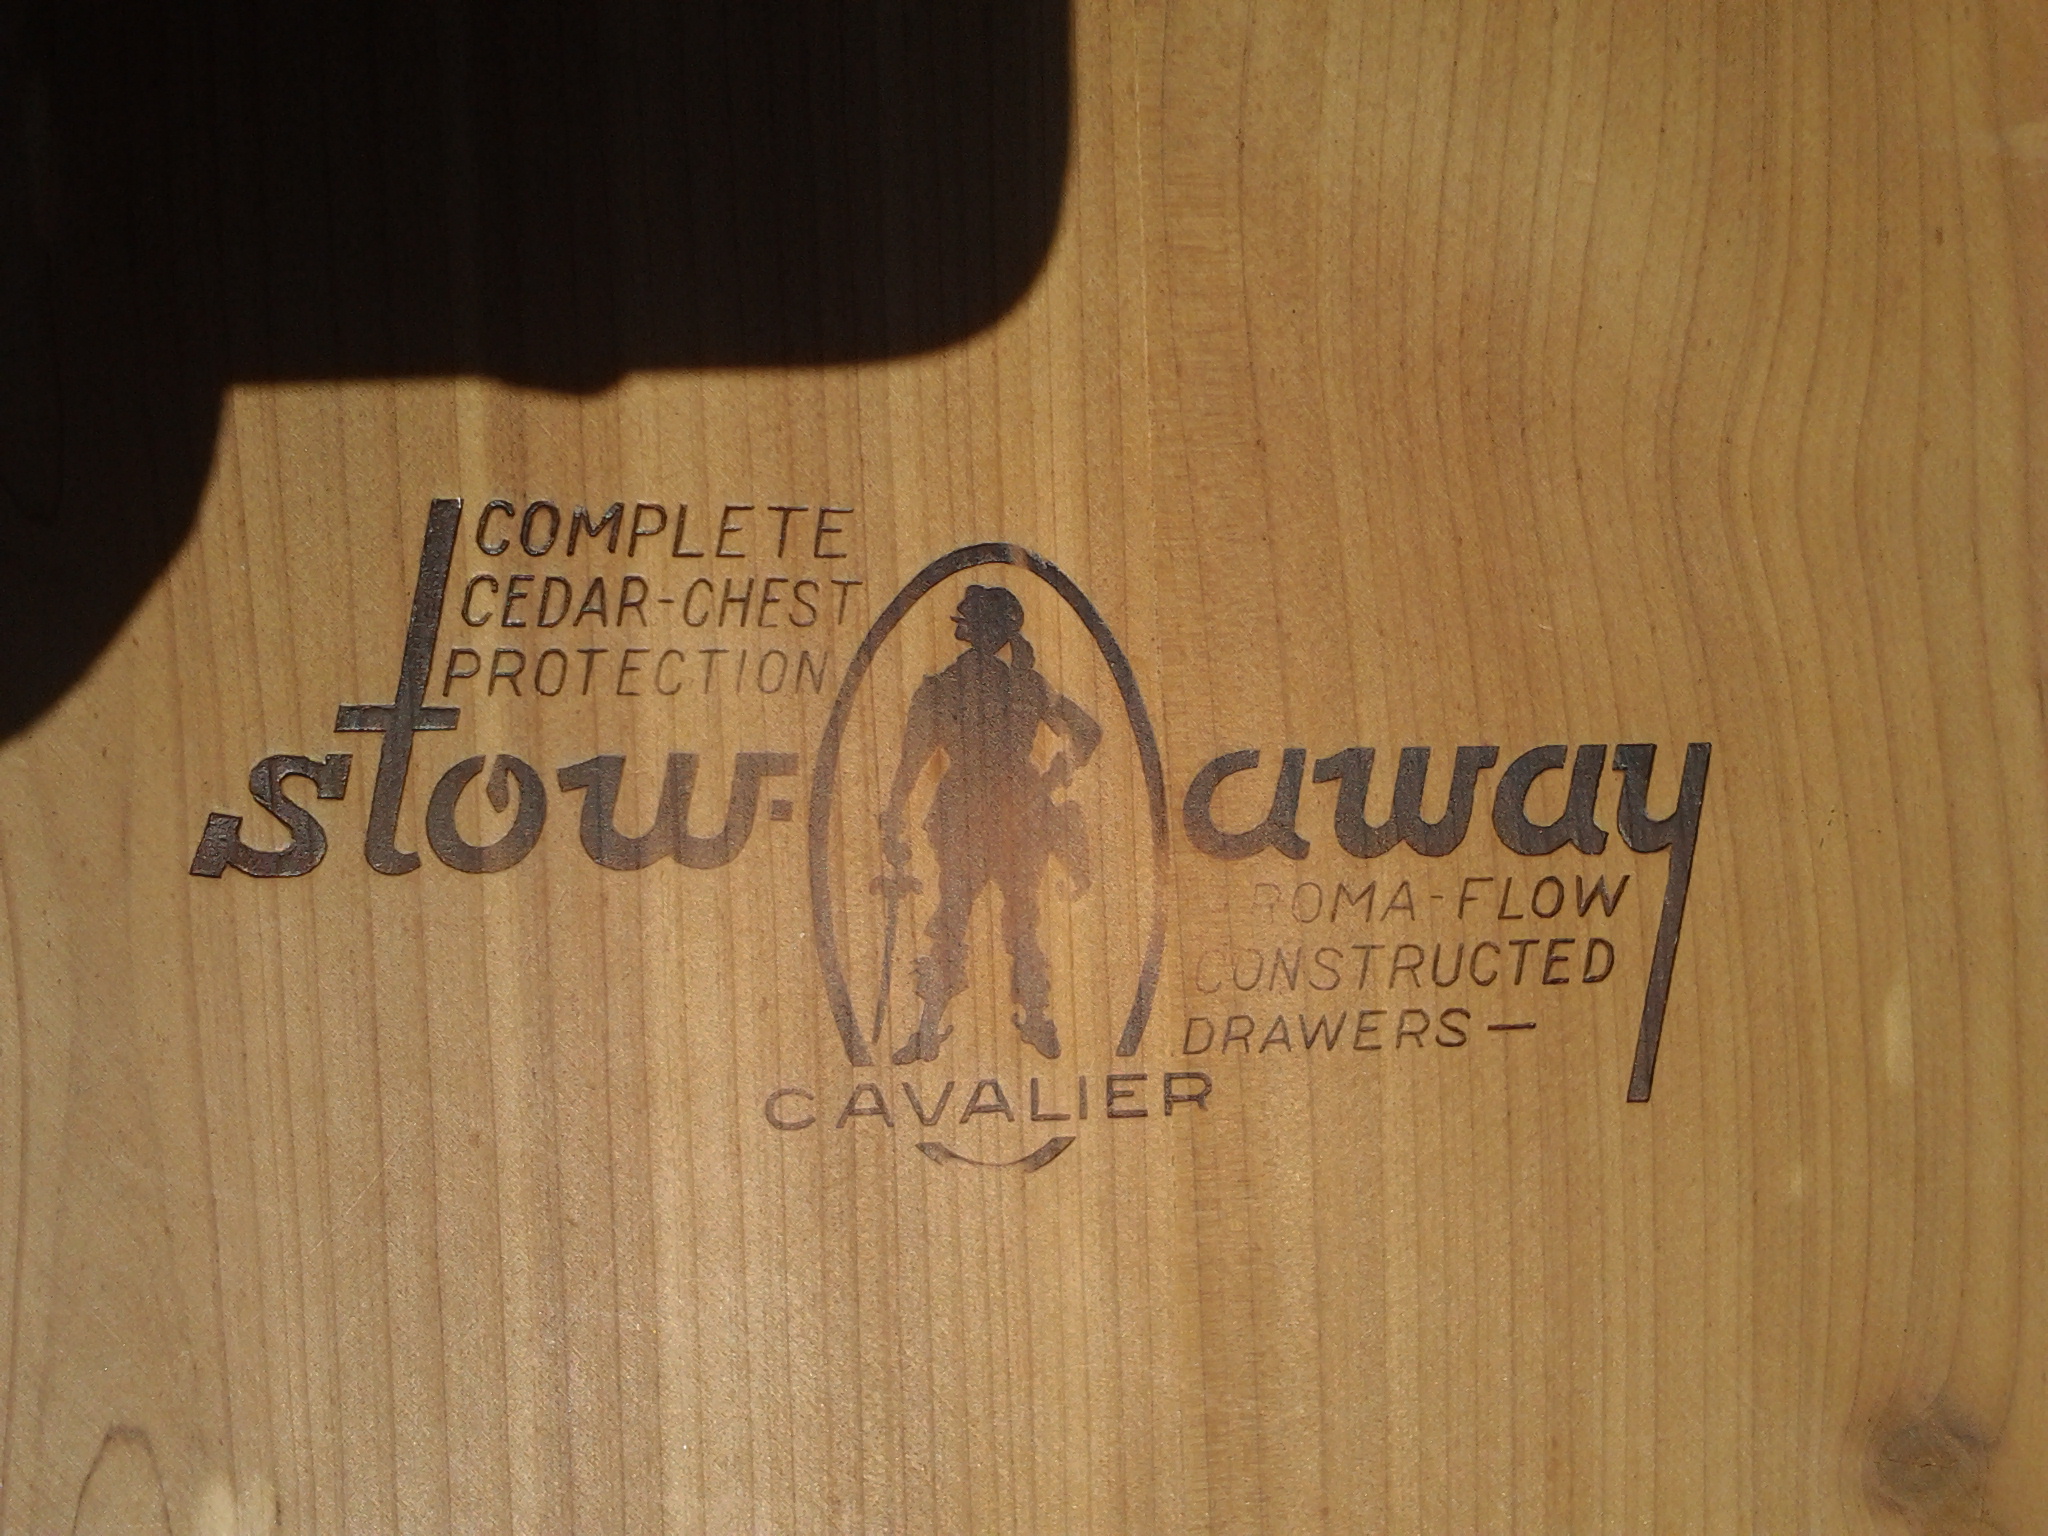 COMPLETE
CEDAR-CHEST
PROTECTION
stow-away
ROMA-FLOW
CONSTRUCTED
DRAWERS—
CAVALIER